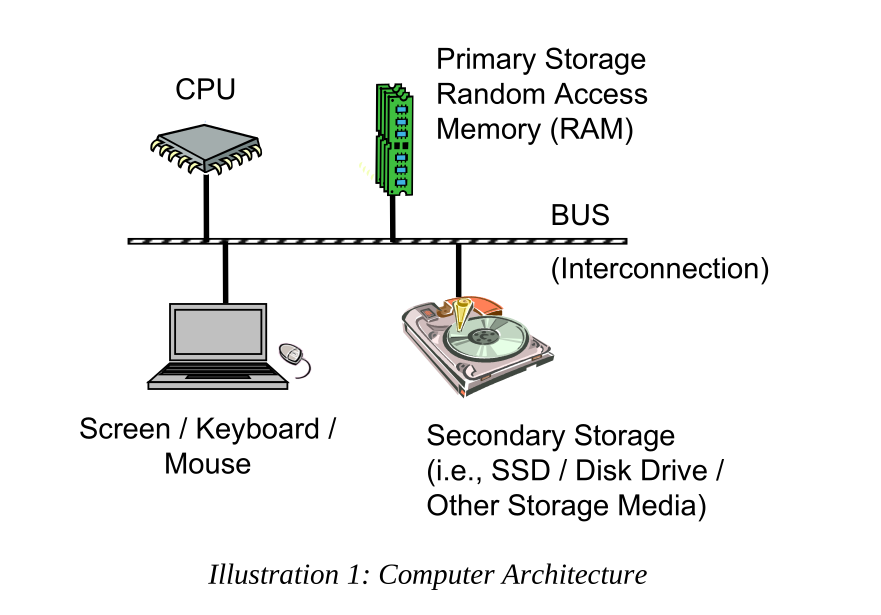 CPU
Primary Storage
Random Access
Memory (RAM)
BUS
(Interconnection)
Screen / Keyboard /
Mouse
Secondary Storage
(i.e., SSD / Disk Drive /
Other Storage Media)
Illustration 1: Computer Architecture